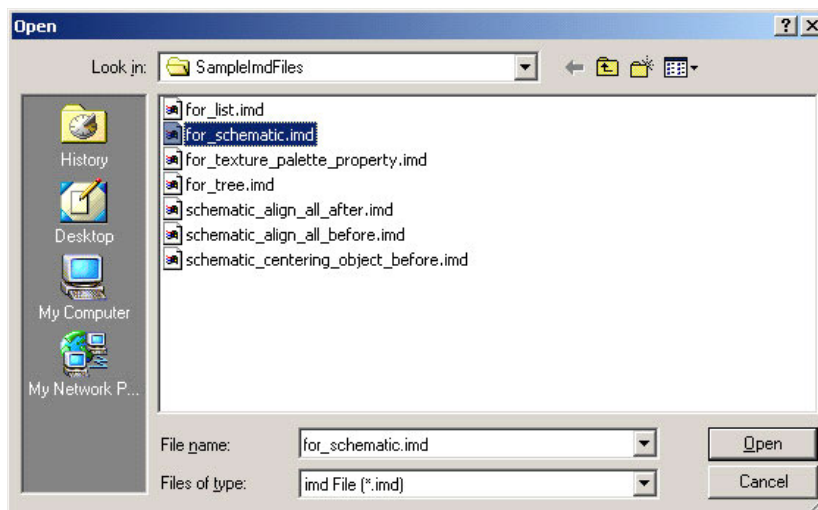 Open
Look in: SampleImdFiles
for_list.imd
for_schematic.imd
for_texture_palette_property.imd
for_tree.imd
schematic_align_all_after.imd
schematic_align_all_before.imd
schematic_centering_object_before.imd
History
Desktop
My Computer
My Network P...
File name: for_schematic.imd Open
Files of type: imd File (*.imd) Cancel